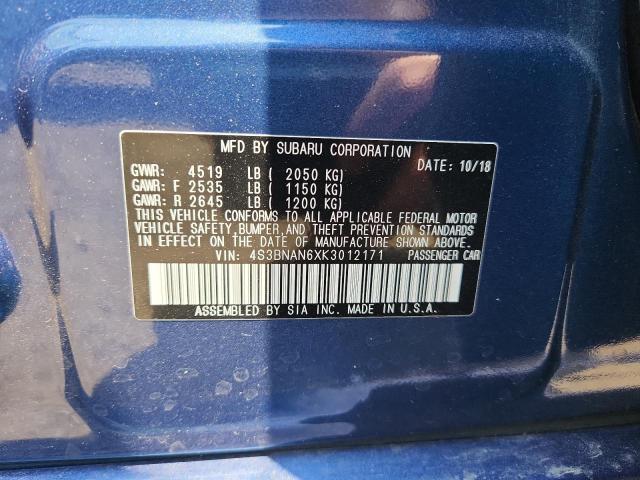 MFD BY SUBARU CORPORATION
GVWR: 4519 LB ( 2050 KG) DATE: 10/18
GAWR: F 2535 LB ( 1150 KG)
GAWR: R 2645 LB ( 1200 KG)
THIS VEHICLE CONFORMS TO ALL APPLICABLE FEDERAL MOTOR
VEHICLE SAFETY, BUMPER, AND THEFT PREVENTION STANDARDS
IN EFFECT ON THE DATE OF MANUFACTURE SHOWN ABOVE.
VIN: 4S3BNAN6XK3012171 PASSENGER CAR
ASSEMBLED BY SIA INC. MADE IN U.S.A.